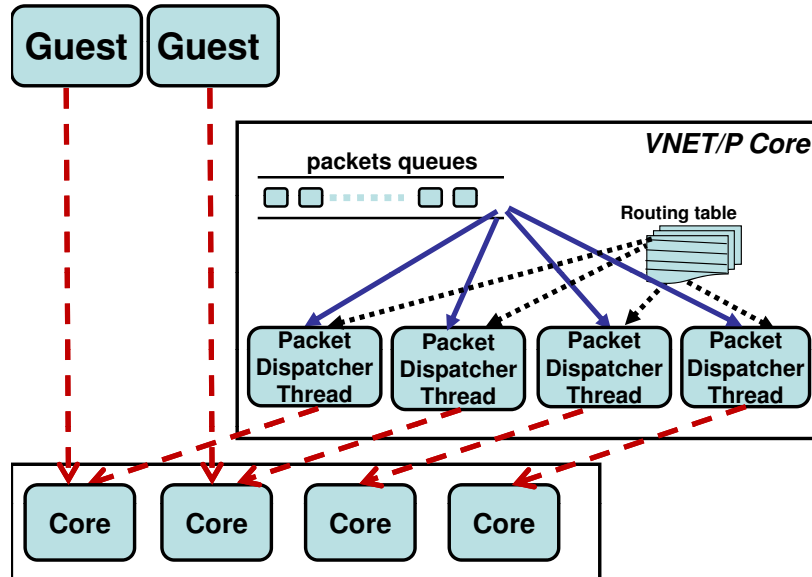 Guest
Guest
VNET/P Core
packets queues
Routing table
Packet
Dispatcher
Thread
Packet
Dispatcher
Thread
Packet
Dispatcher
Thread
Packet
Dispatcher
Thread
Core
Core
Core
Core